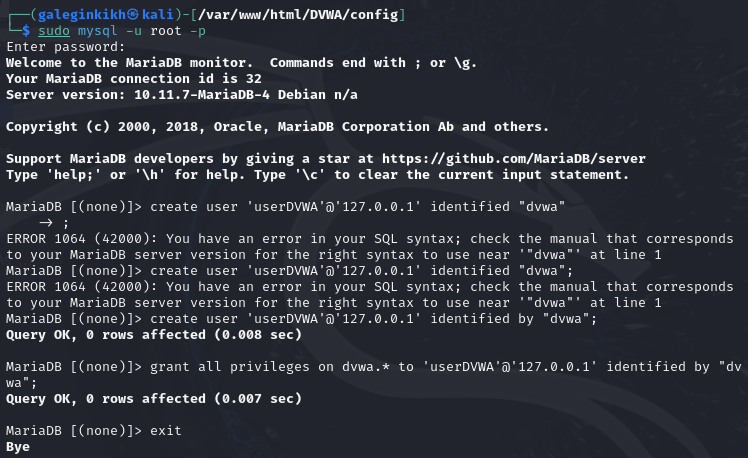 ┌──(galeginkikh㉿kali)-[/var/www/html/DVWA/config]
└─$ sudo mysql -u root -p
Enter password:
Welcome to the MariaDB monitor.  Commands end with ; or \g.
Your MariaDB connection id is 32
Server version: 10.11.7-MariaDB-4 Debian n/a

Copyright (c) 2000, 2018, Oracle, MariaDB Corporation Ab and others.

Support MariaDB developers by giving a star at https://github.com/MariaDB/server
Type 'help;' or '\h' for help. Type '\c' to clear the current input statement.

MariaDB [(none)]> create user 'userDVWA'@'127.0.0.1' identified "dvwa"
    -> ;
ERROR 1064 (42000): You have an error in your SQL syntax; check the manual that corresponds
to your MariaDB server version for the right syntax to use near '"dvwa"' at line 1
MariaDB [(none)]> create user 'userDVWA'@'127.0.0.1' identified "dvwa";
ERROR 1064 (42000): You have an error in your SQL syntax; check the manual that corresponds
to your MariaDB server version for the right syntax to use near '"dvwa"' at line 1
MariaDB [(none)]> create user 'userDVWA'@'127.0.0.1' identified by "dvwa";
Query OK, 0 rows affected (0.008 sec)

MariaDB [(none)]> grant all privileges on dvwa.* to 'userDVWA'@'127.0.0.1' identified by "dv
wa";
Query OK, 0 rows affected (0.007 sec)

MariaDB [(none)]> exit
Bye